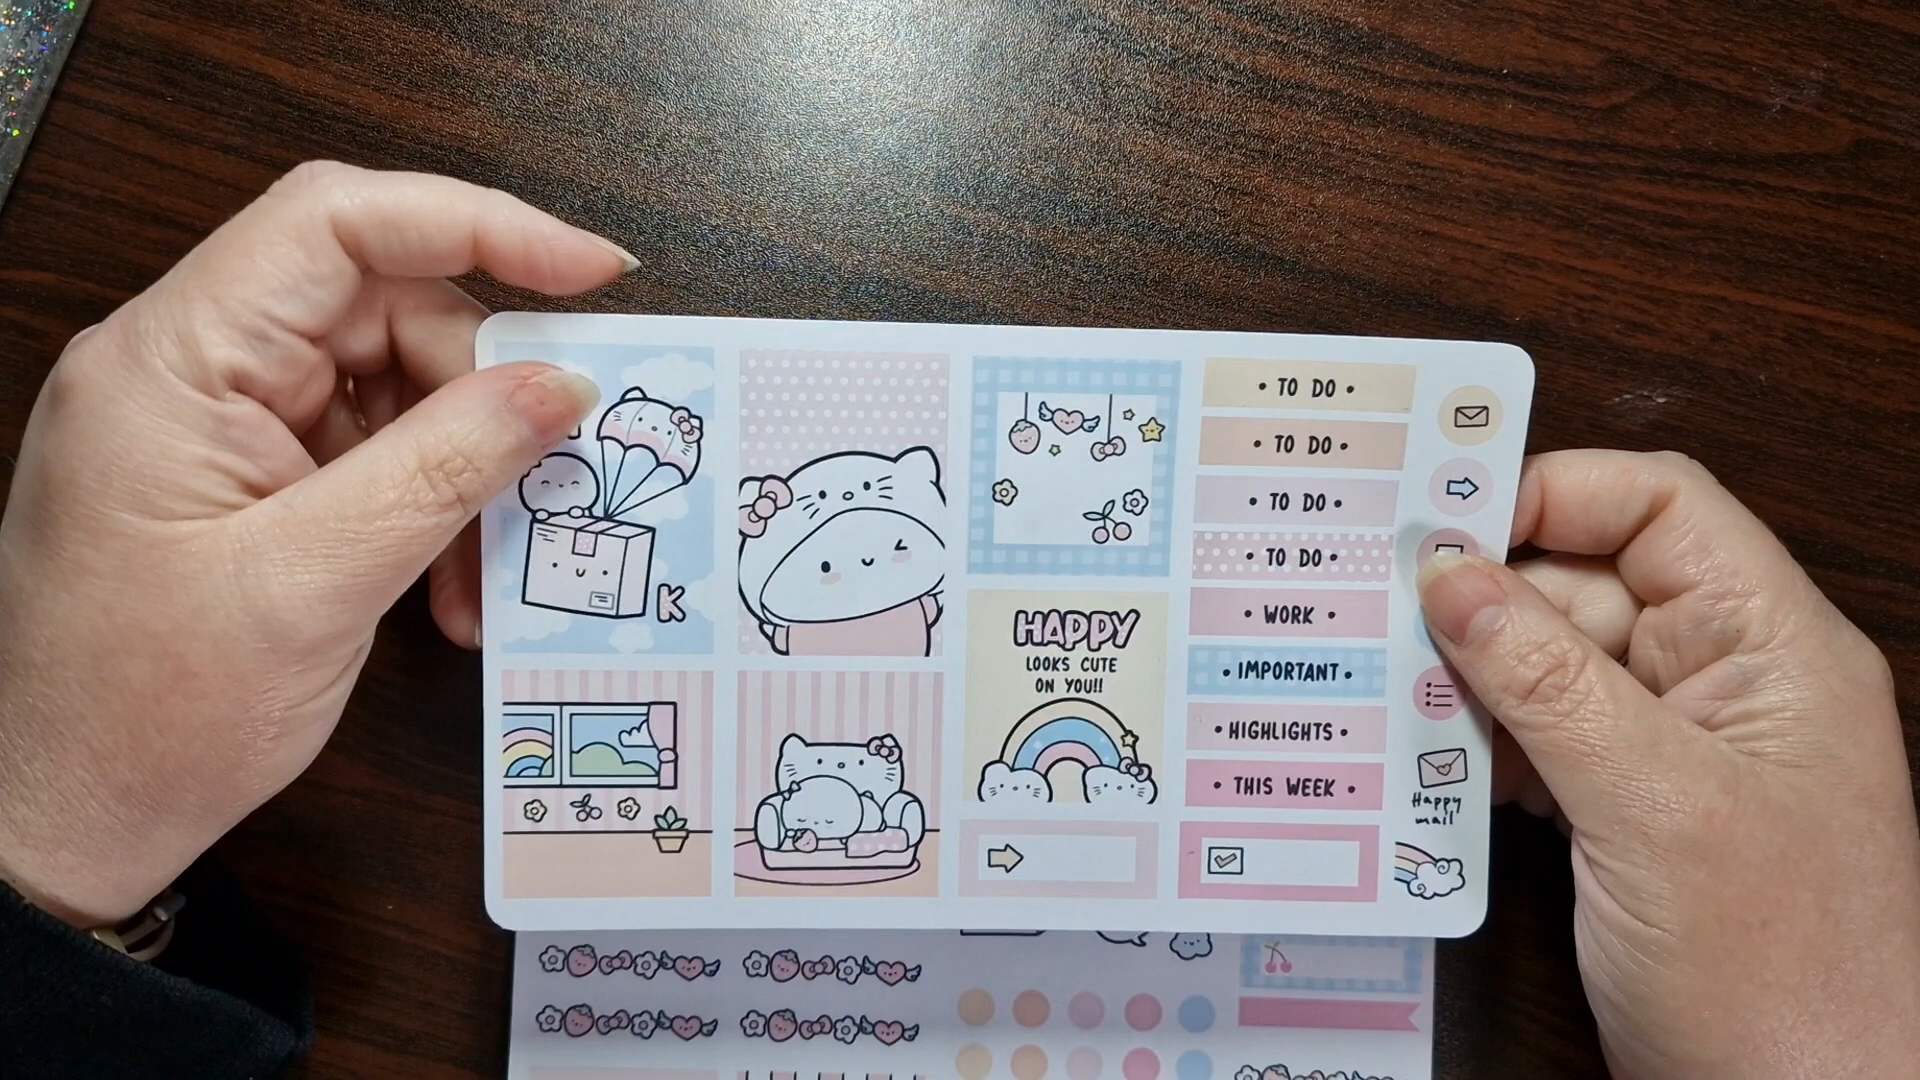 K
HAPPY
LOOKS CUTE
ON YOU!!
• TO DO •
• TO DO •
• TO DO •
• TO DO •
• WORK •
• IMPORTANT •
• HIGHLIGHTS •
• THIS WEEK •
Happy
mail